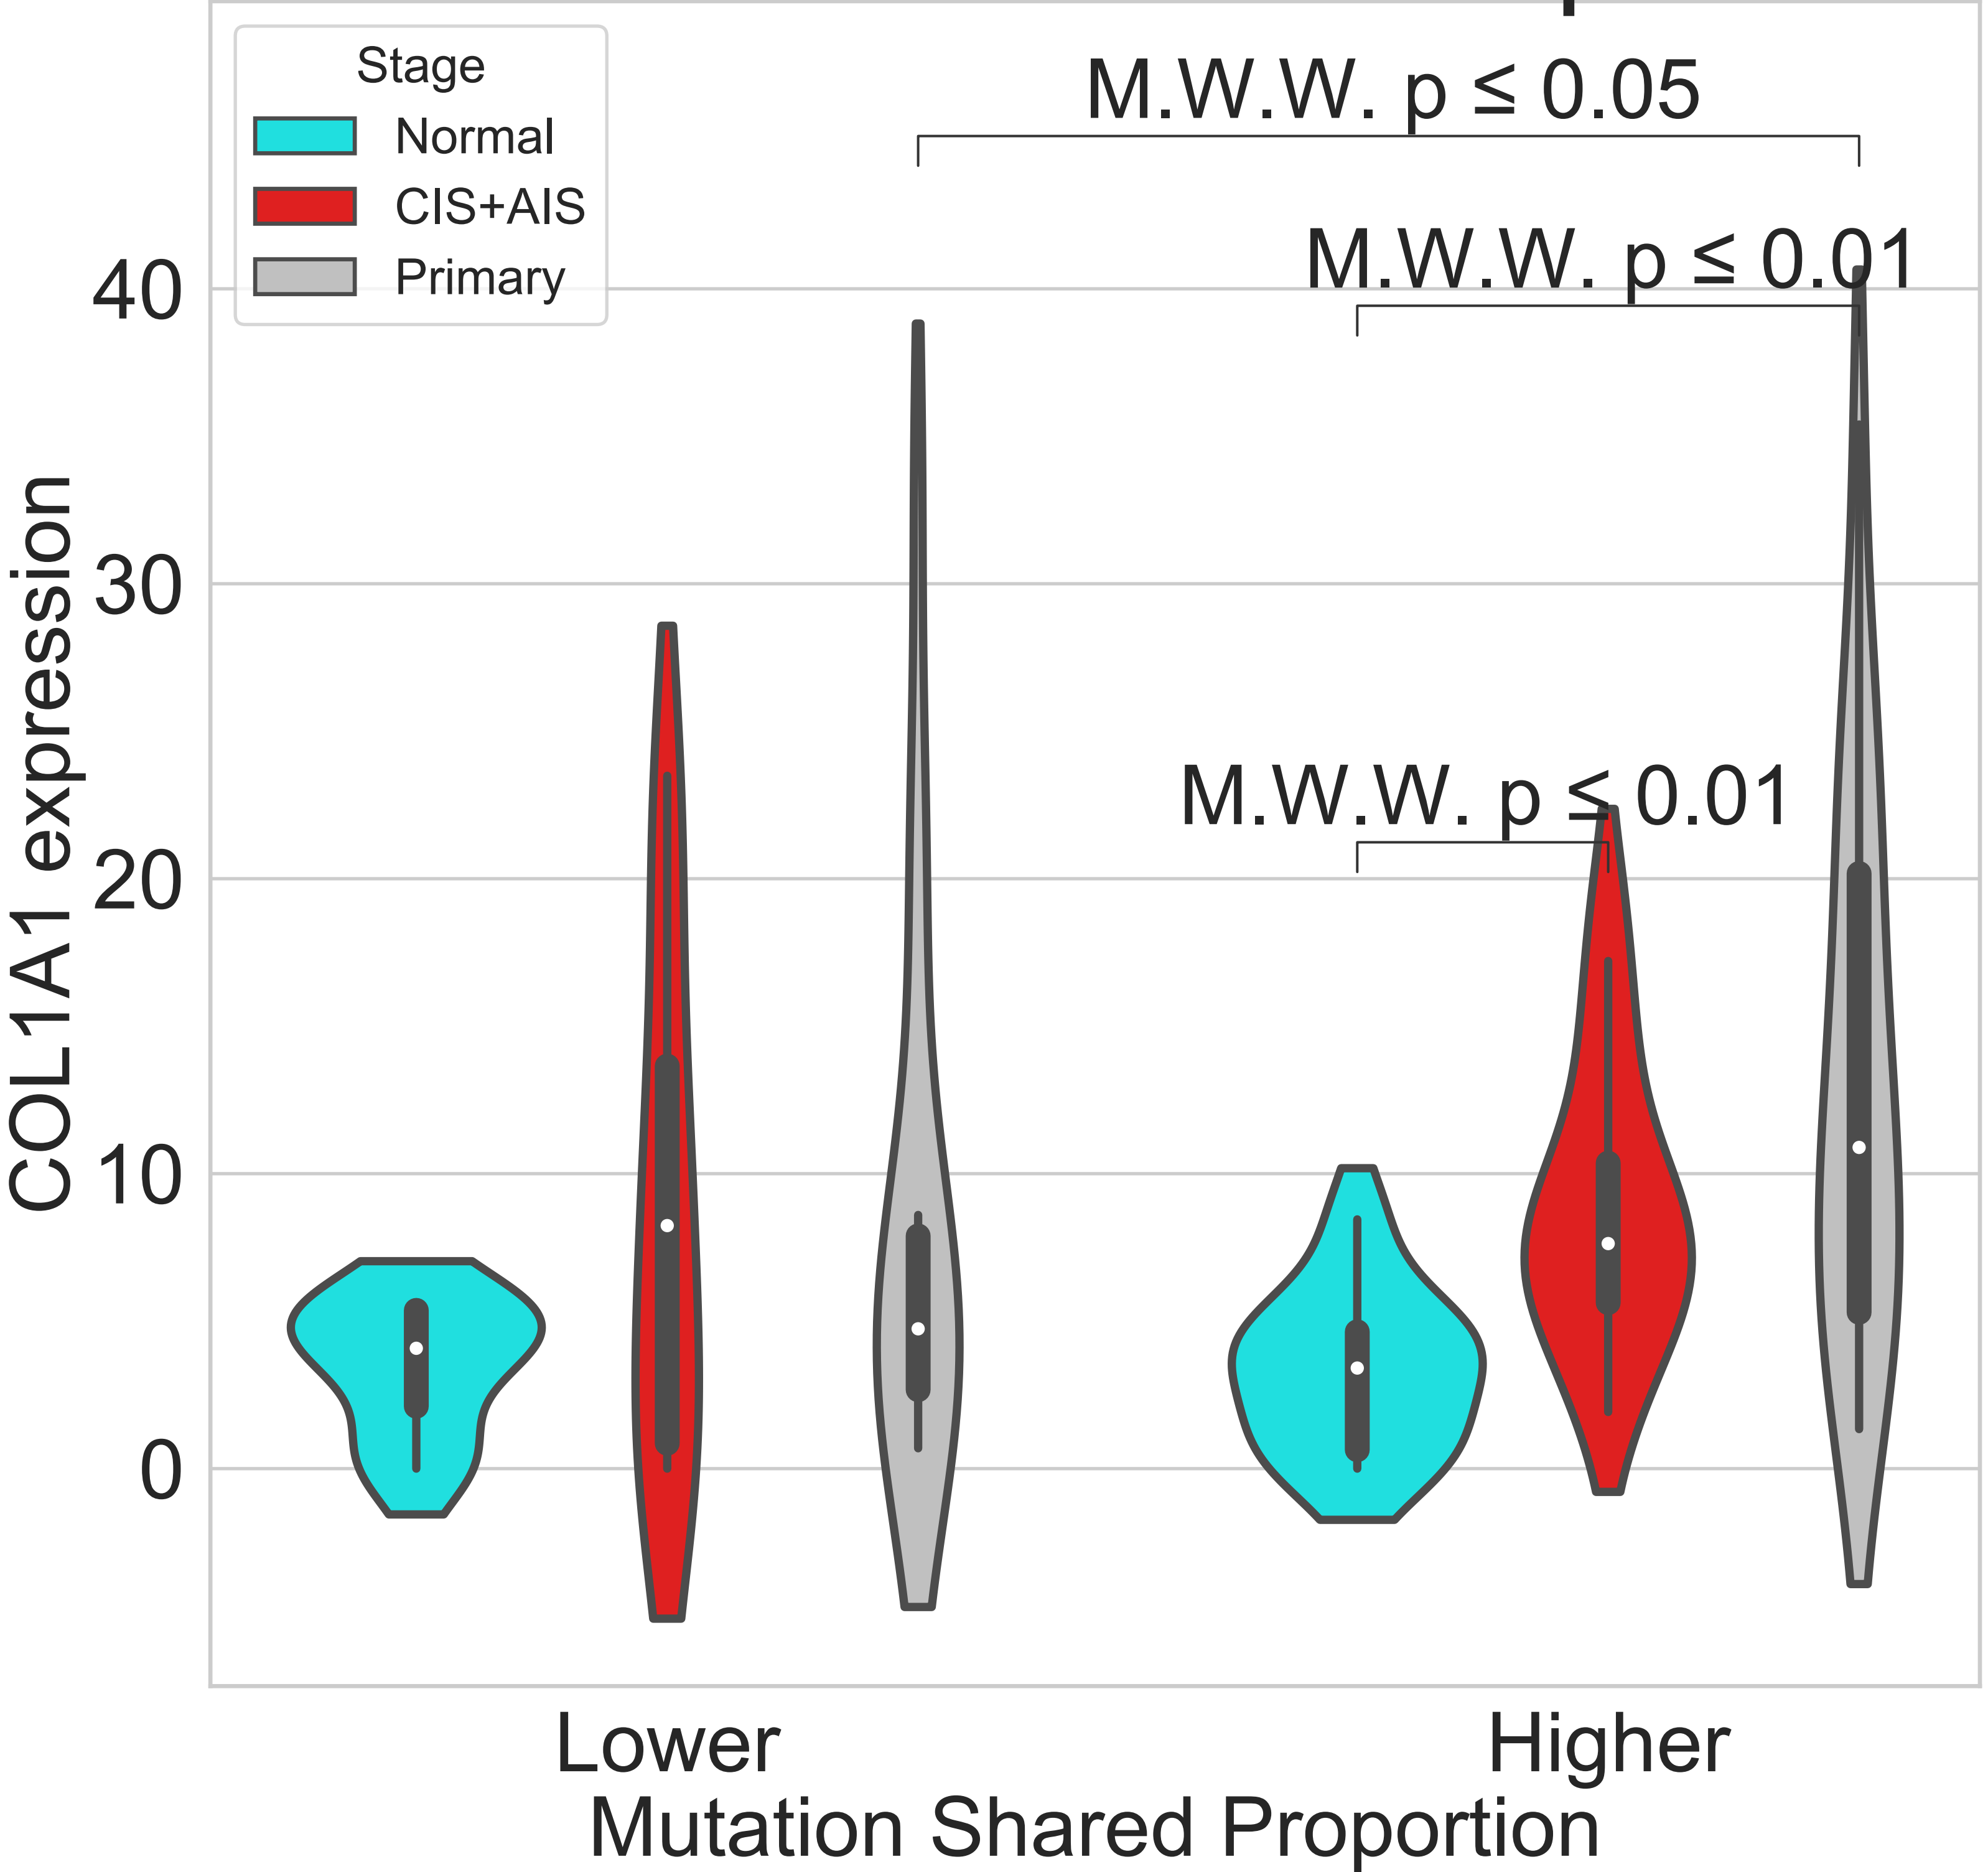 Stage
Normal
CIS+AIS
Primary
M.W.W. p ≤ 0.05
M.W.W. p ≤ 0.01
M.W.W. p ≤ 0.01
40
30
20
10
0
COL1A1 expression
Lower
Higher
Mutation Shared Proportion